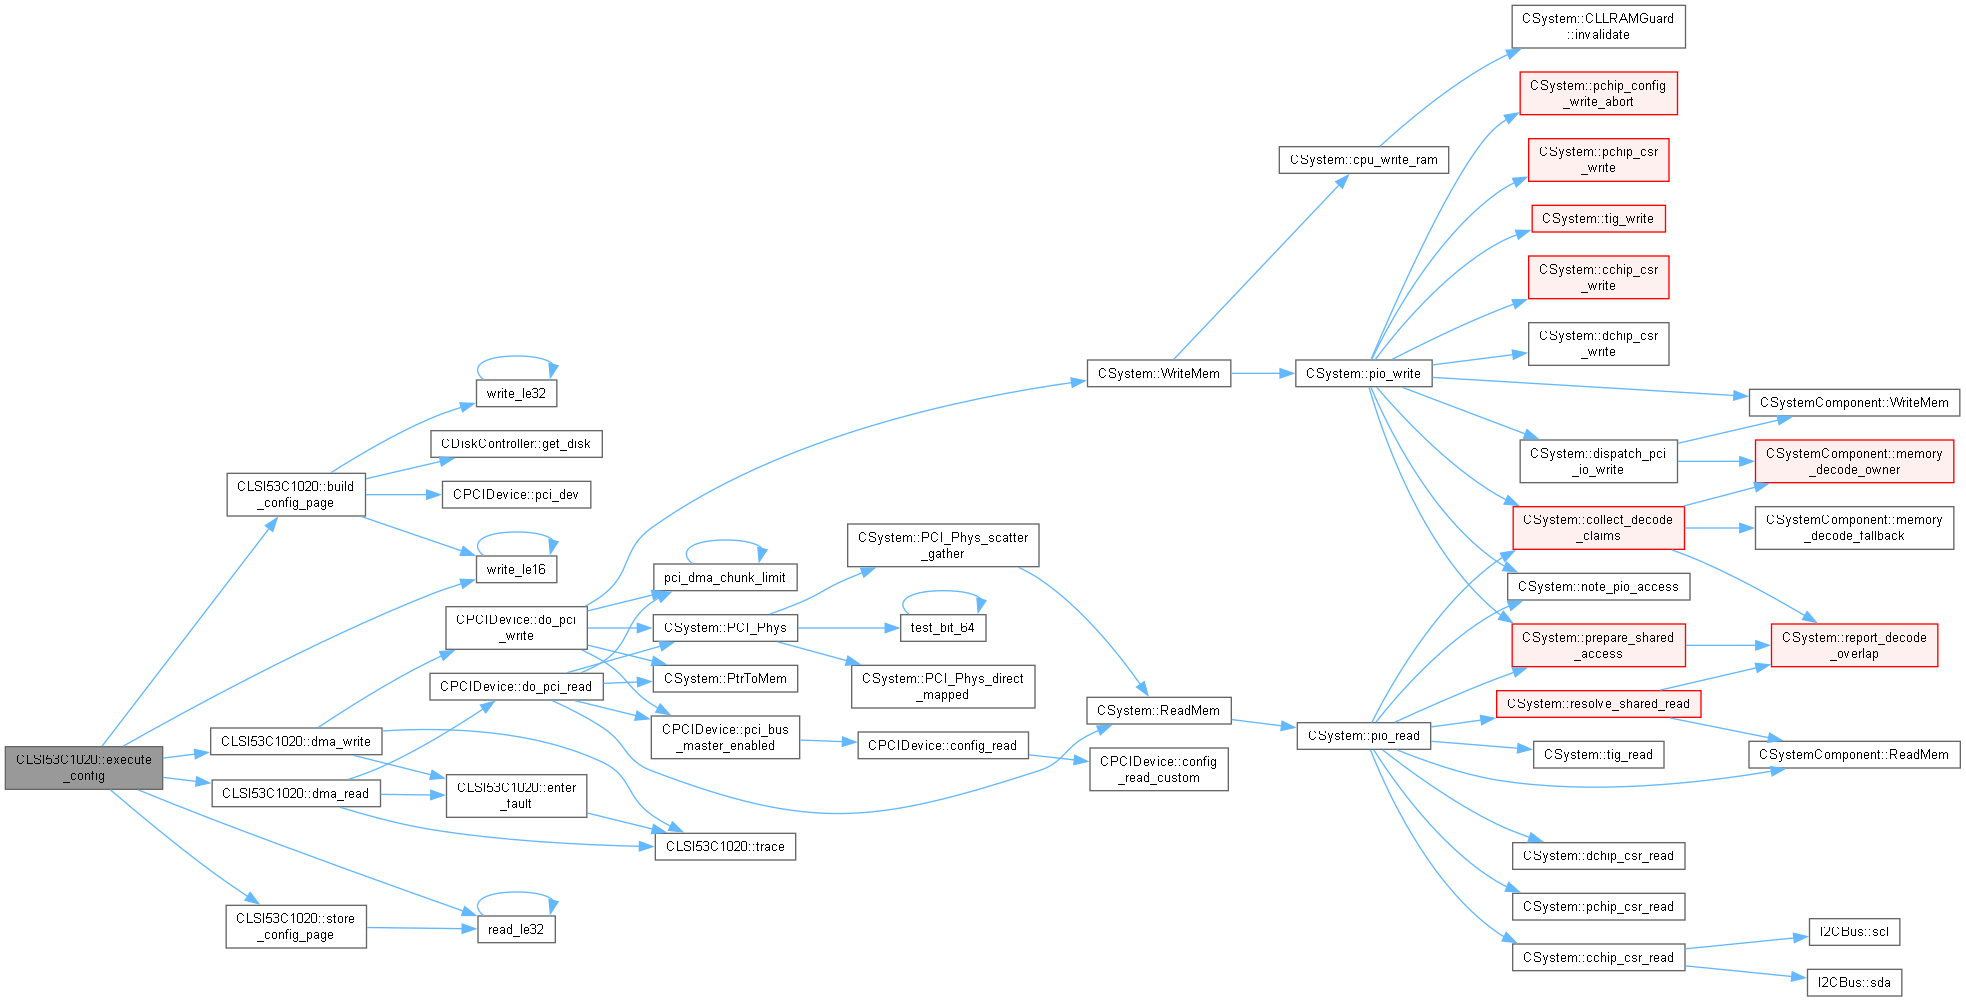 CLSI53C1020::execute
_config
CLSI53C1020::build
_config_page
write_le32
CDiskController::get_disk
CPCIDevice::pci_dev
write_le16
CLSI53C1020::dma_write
CLSI53C1020::dma_read
CLSI53C1020::store
_config_page
read_le32
CPCIDevice::do_pci
_write
CPCIDevice::do_pci_read
CLSI53C1020::enter
_fault
CLSI53C1020::trace
pci_dma_chunk_limit
CSystem::PCI_Phys
CSystem::PtrToMem
CPCIDevice::pci_bus
_master_enabled
CSystem::PCI_Phys_scatter
_gather
test_bit_64
CSystem::PCI_Phys_direct
_mapped
CPCIDevice::config_read
CPCIDevice::config
_read_custom
CSystem::WriteMem
CSystem::ReadMem
CSystem::cpu_write_ram
CSystem::pio_write
CSystem::pio_read
CSystem::CLLRAMGuard
::invalidate
CSystem::pchip_config
_write_abort
CSystem::pchip_csr
_write
CSystem::tig_write
CSystem::cchip_csr
_write
CSystem::dchip_csr
_write
CSystem::dispatch_pci
_io_write
CSystem::collect_decode
_claims
CSystem::note_pio_access
CSystem::prepare_shared
_access
CSystem::resolve_shared_read
CSystem::tig_read
CSystem::dchip_csr_read
CSystem::pchip_csr_read
CSystem::cchip_csr_read
CSystemComponent::WriteMem
CSystemComponent::memory
_decode_owner
CSystemComponent::memory
_decode_fallback
CSystem::report_decode
_overlap
CSystemComponent::ReadMem
I2CBus::scl
I2CBus::sda